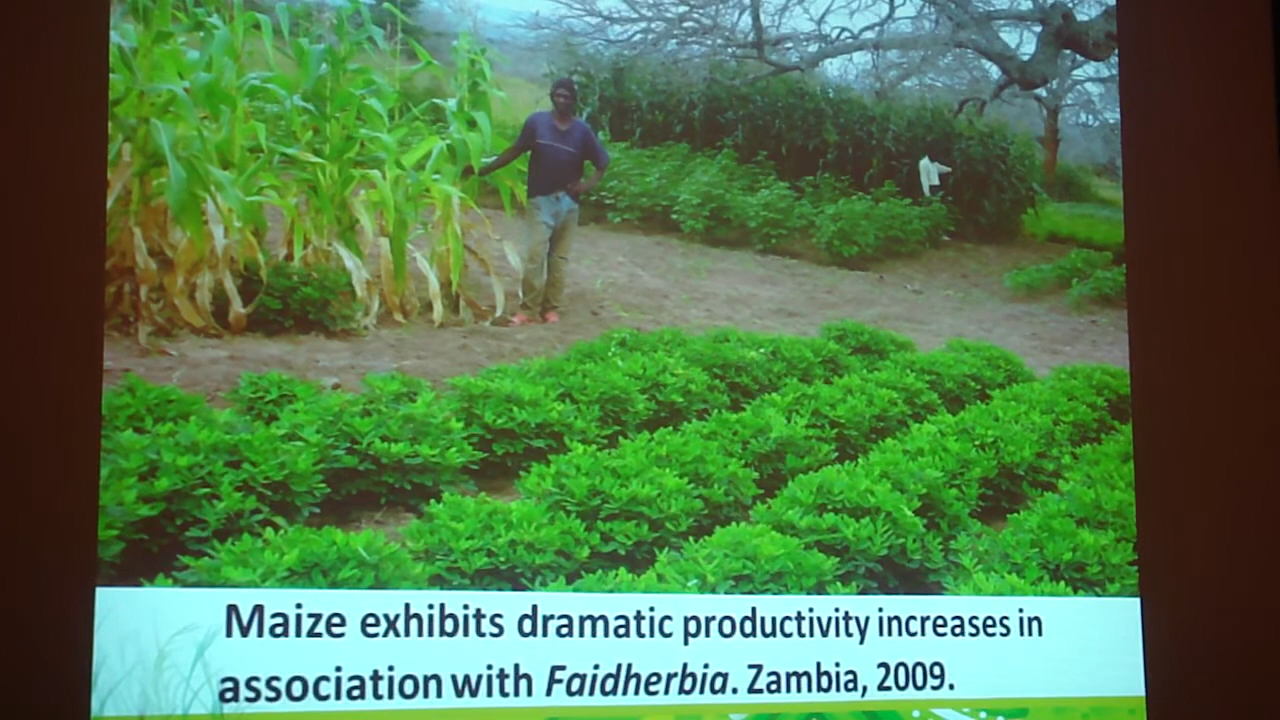 Maize exhibits dramatic productivity increases in
association with Faidherbia. Zambia, 2009.